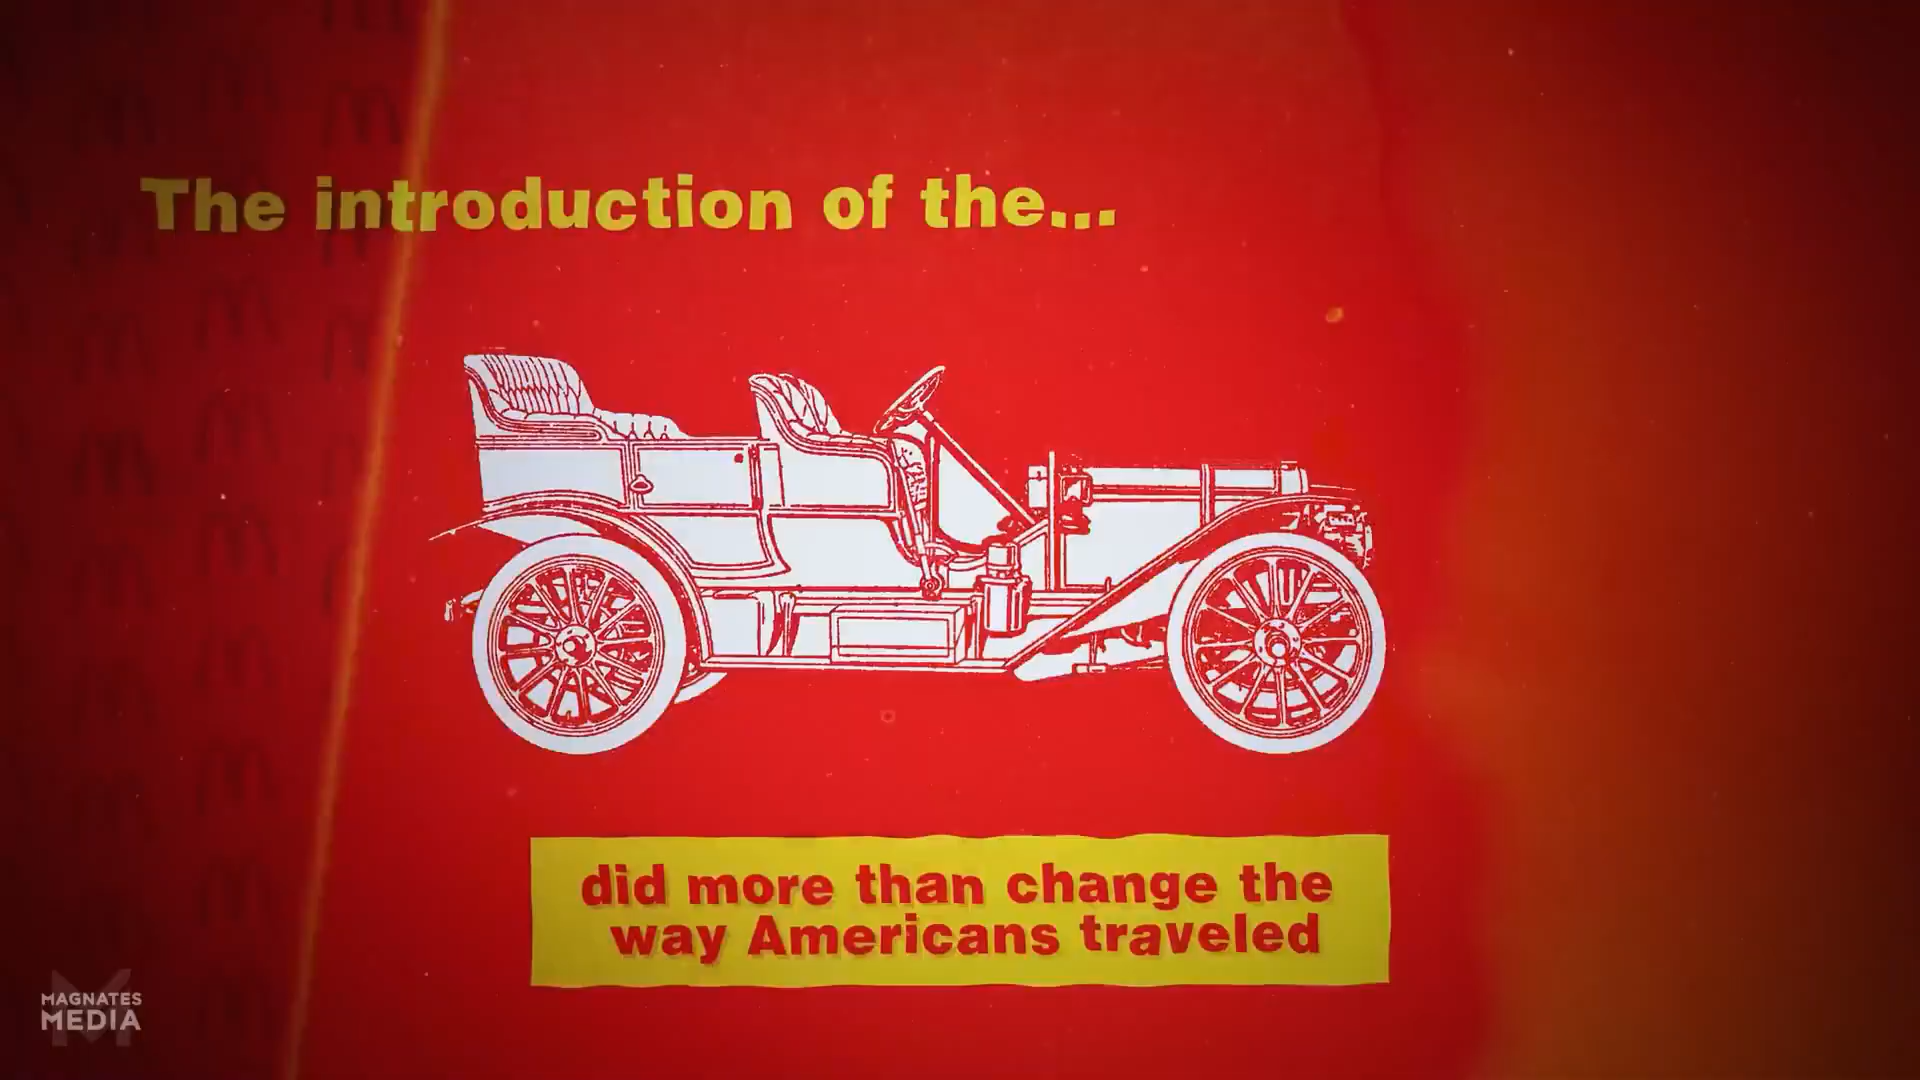 The introduction of the...
did more than change the
way Americans traveled
MAGNATES
MEDIA